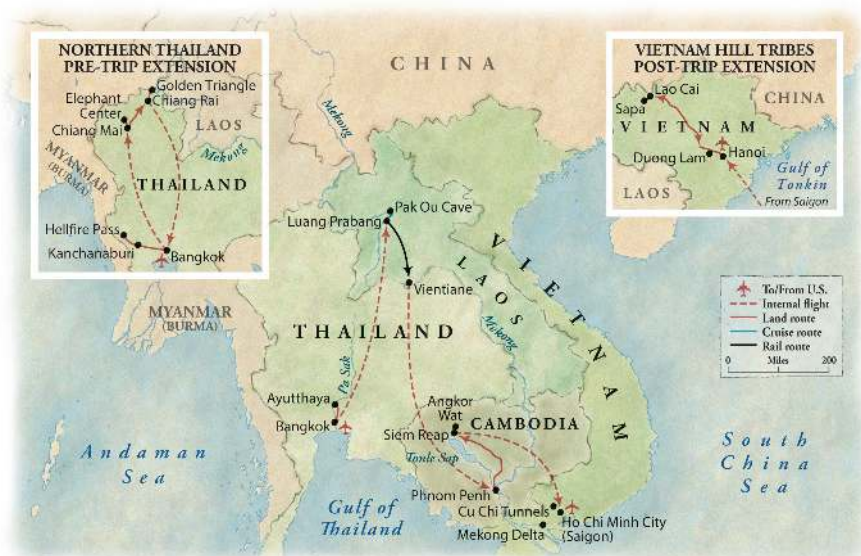 NORTHERN THAILAND
PRE-TRIP EXTENSION
Golden Triangle
Chiang Rai
Elephant
Center
Chiang Mai
LAOS
Mekong
MYANMAR
(BURMA)
THAILAND
Hellfire Pass
Kanchanaburi
Bangkok
CHINA
Mekong
VIETNAM HILL TRIBES
POST-TRIP EXTENSION
Lao Cai
Sapa
CHINA
VIETNAM
Duong Lam
Hanoi
Gulf of
Tonkin
LAOS
From Saigon
Pak Ou Cave
Luang Prabang
Vientiane
LAOS
VIETNAM
Mekong
MYANMAR
(BURMA)
THAILAND
To/From U.S.
Internal flight
Land route
Cruise route
Rail route
0 Miles 200
Pa Sak
Ayutthaya
Bangkok
Angkor
Wat
CAMBODIA
Siem Reap
Tonle Sap
Phnom Penh
Cu Chi Tunnels
Ho Chi Minh City
(Saigon)
Mekong Delta
Andaman
Sea
Gulf of
Thailand
South
China
Sea